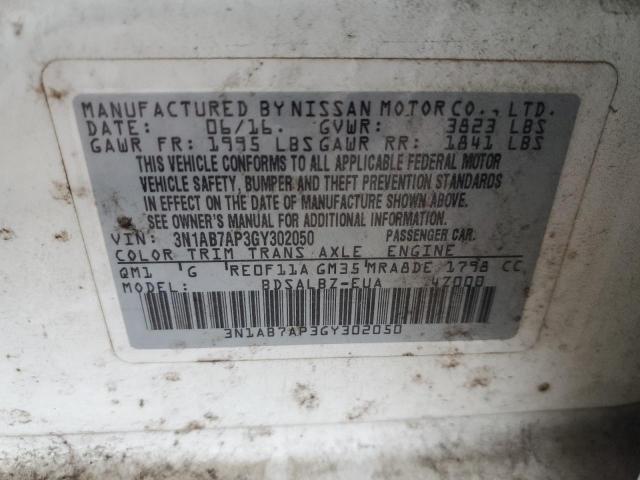 MANUFACTURED BY NISSAN MOTOR CO., LTD.
DATE: 06/16. GVWR: 3823 LBS
GAWR FR: 1995 LBS GAWR RR: 1841 LBS
THIS VEHICLE CONFORMS TO ALL APPLICABLE FEDERAL MOTOR
VEHICLE SAFETY, BUMPER AND THEFT PREVENTION STANDARDS
IN EFFECT ON THE DATE OF MANUFACTURE SHOWN ABOVE.
SEE OWNER'S MANUAL FOR ADDITIONAL INFORMATION.
VIN: 3N1AB7AP3GY302050 PASSENGER CAR.
COLOR TRIM TRANS AXLE ENGINE
QM1 G RE0F11A GM35 MRA8DE 1798 CC
MODEL: BDSALBZ-EUA 4Z000
3N1AB7AP3GY302050